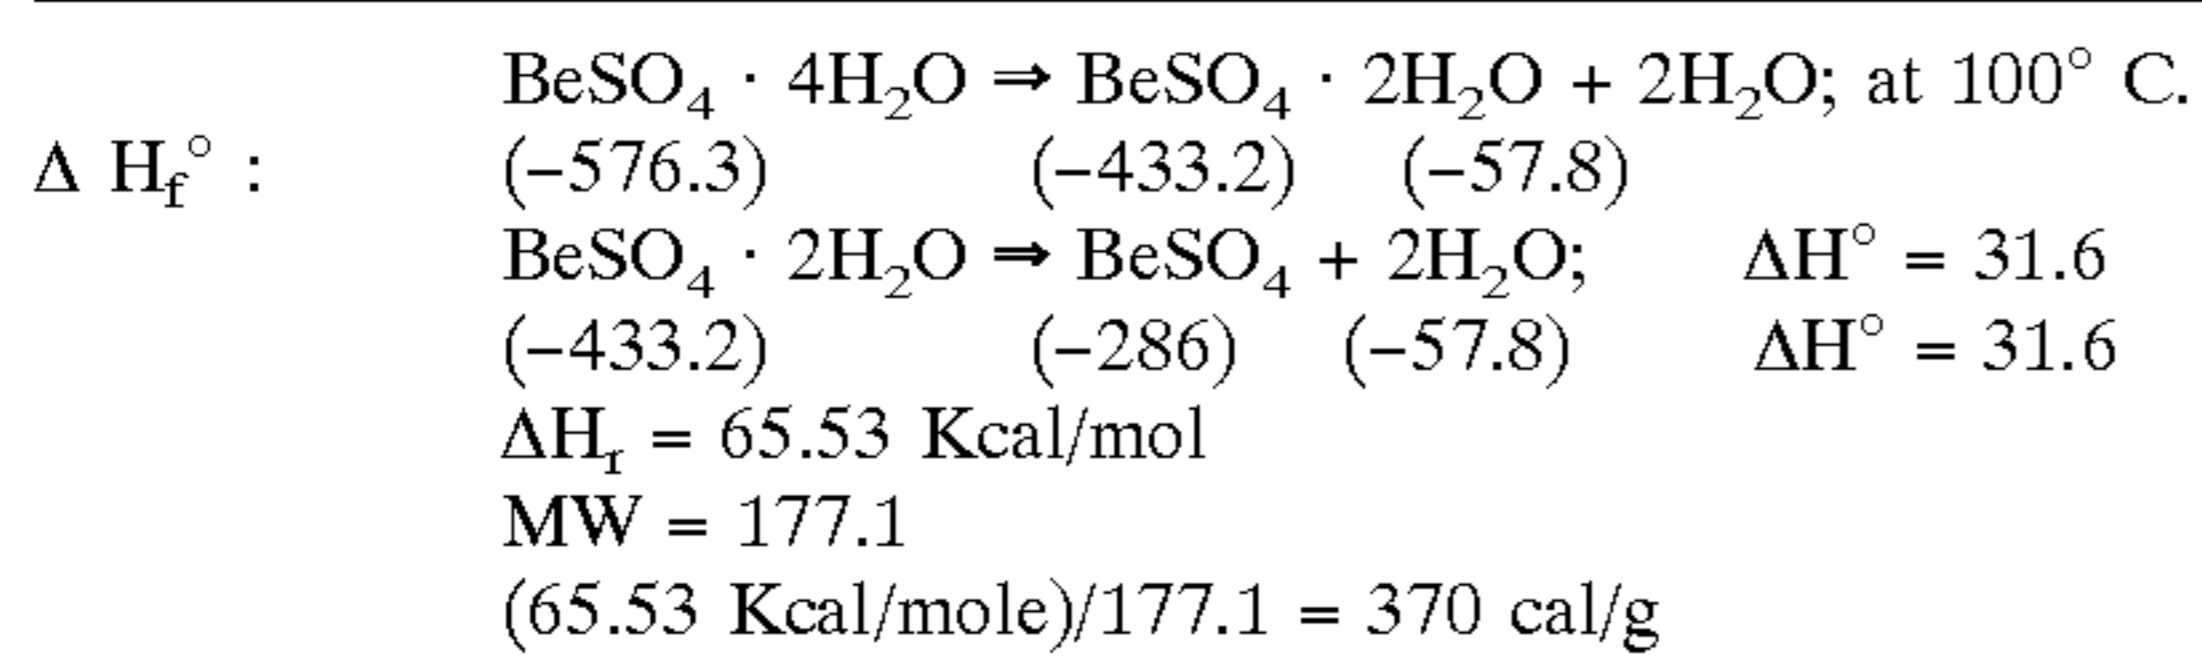 BeSO₄ · 4H₂O ⇒ BeSO₄ · 2H₂O + 2H₂O; at 100° C.
Δ H_f° : (−576.3) (−433.2) (−57.8)
BeSO₄ · 2H₂O ⇒ BeSO₄ + 2H₂O; ΔH° = 31.6
(−433.2) (−286) (−57.8) ΔH° = 31.6
ΔHᵣ = 65.53 Kcal/mol
MW = 177.1
(65.53 Kcal/mole)/177.1 = 370 cal/g